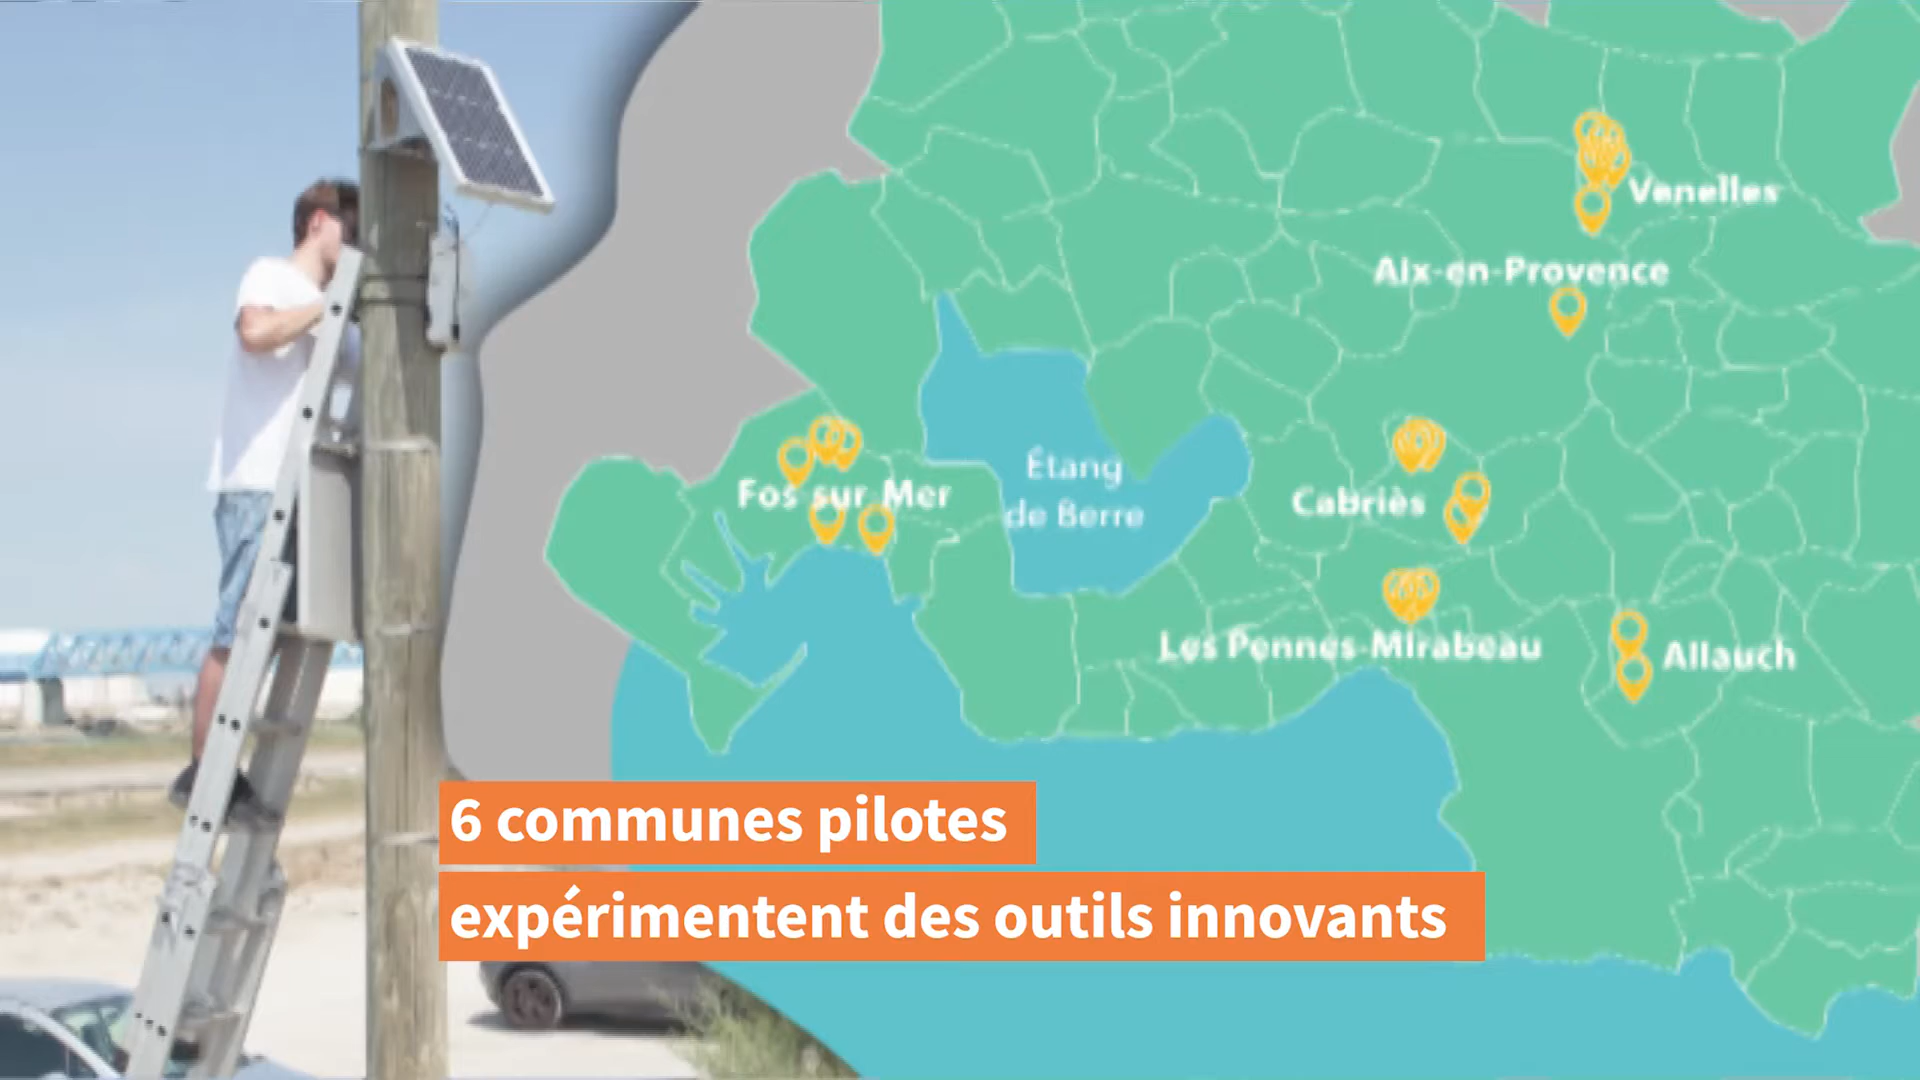 Venelles
Aix-en-Provence
Étang
de Berre
Fos sur Mer
Cabriès
Les Pennes-Mirabeau
Allauch
6 communes pilotes
expérimentent des outils innovants